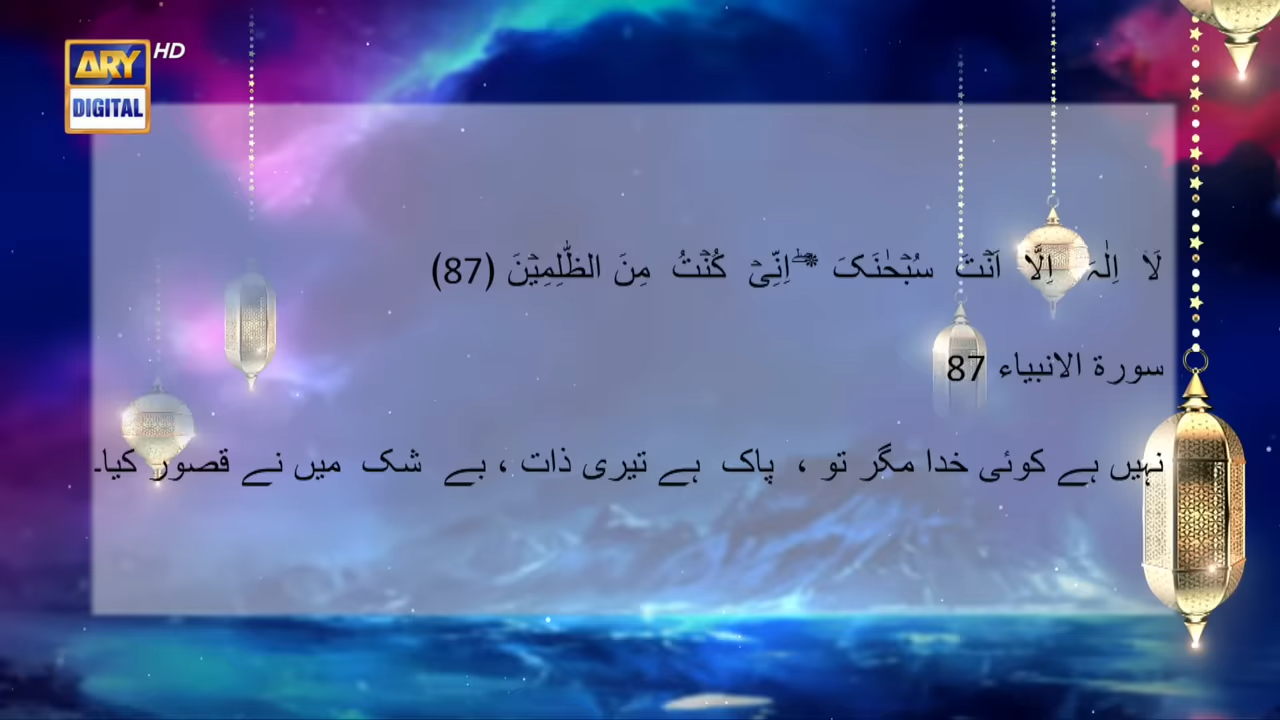 ARY HD
DIGITAL
لَاۤ اِلٰہَ اِلَّاۤ اَنۡتَ سُبۡحٰنَکَ ٭ۖ اِنِّیۡ کُنۡتُ مِنَ الظّٰلِمِیۡنَ (87)
سورۃ الانبیاء 87
نہیں ہے کوئی خدا مگر تو ، پاک ہے تیری ذات ، بے شک میں نے قصور کیا۔